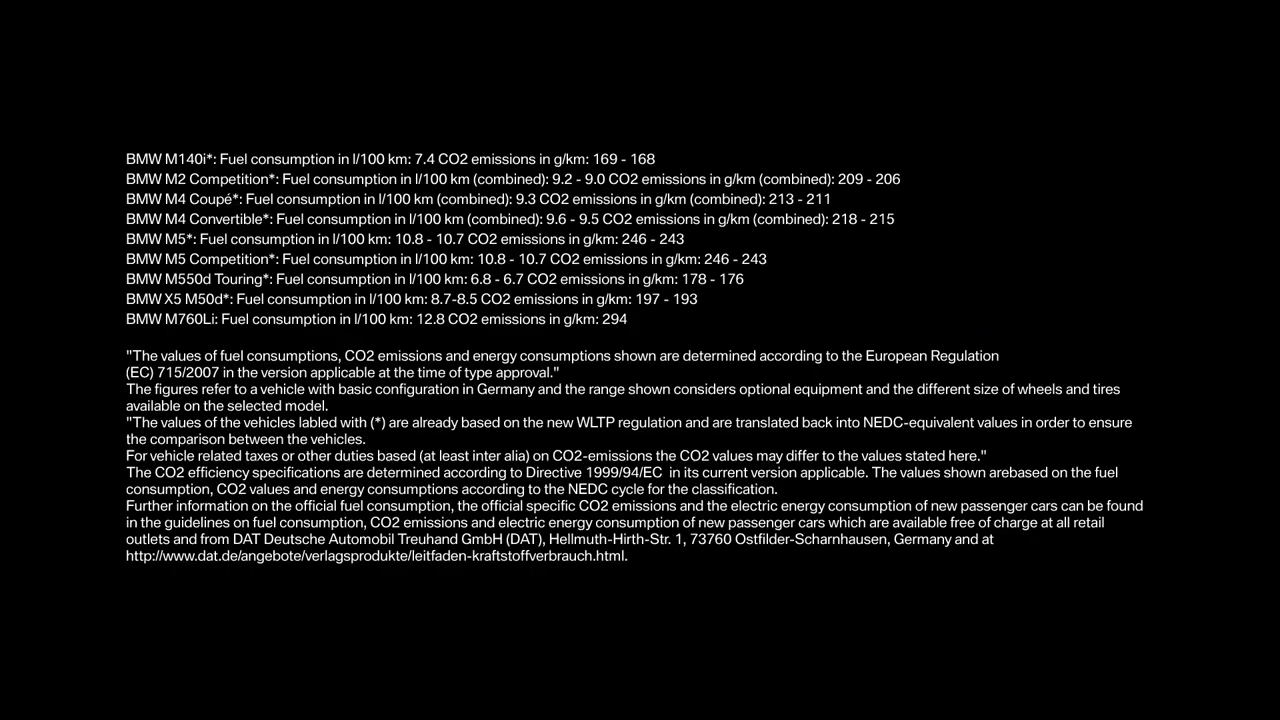 BMW M140i*: Fuel consumption in l/100 km: 7.4 CO2 emissions in g/km: 169 - 168
BMW M2 Competition*: Fuel consumption in l/100 km (combined): 9.2 - 9.0 CO2 emissions in g/km (combined): 209 - 206
BMW M4 Coupé*: Fuel consumption in l/100 km (combined): 9.3 CO2 emissions in g/km (combined): 213 - 211
BMW M4 Convertible*: Fuel consumption in l/100 km (combined): 9.6 - 9.5 CO2 emissions in g/km (combined): 218 - 215
BMW M5*: Fuel consumption in l/100 km: 10.8 - 10.7 CO2 emissions in g/km: 246 - 243
BMW M5 Competition*: Fuel consumption in l/100 km: 10.8 - 10.7 CO2 emissions in g/km: 246 - 243
BMW M550d Touring*: Fuel consumption in l/100 km: 6.8 - 6.7 CO2 emissions in g/km: 178 - 176
BMW X5 M50d*: Fuel consumption in l/100 km: 8.7-8.5 CO2 emissions in g/km: 197 - 193
BMW M760Li: Fuel consumption in l/100 km: 12.8 CO2 emissions in g/km: 294
"The values of fuel consumptions, CO2 emissions and energy consumptions shown are determined according to the European Regulation
(EC) 715/2007 in the version applicable at the time of type approval."
The figures refer to a vehicle with basic configuration in Germany and the range shown considers optional equipment and the different size of wheels and tires
available on the selected model.
"The values of the vehicles labled with (*) are already based on the new WLTP regulation and are translated back into NEDC-equivalent values in order to ensure
the comparison between the vehicles.
For vehicle related taxes or other duties based (at least inter alia) on CO2-emissions the CO2 values may differ to the values stated here."
The CO2 efficiency specifications are determined according to Directive 1999/94/EC  in its current version applicable. The values shown arebased on the fuel
consumption, CO2 values and energy consumptions according to the NEDC cycle for the classification.
Further information on the official fuel consumption, the official specific CO2 emissions and the electric energy consumption of new passenger cars can be found
in the guidelines on fuel consumption, CO2 emissions and electric energy consumption of new passenger cars which are available free of charge at all retail
outlets and from DAT Deutsche Automobil Treuhand GmbH (DAT), Hellmuth-Hirth-Str. 1, 73760 Ostfilder-Scharnhausen, Germany and at
http://www.dat.de/angebote/verlagsprodukte/leitfaden-kraftstoffverbrauch.html.